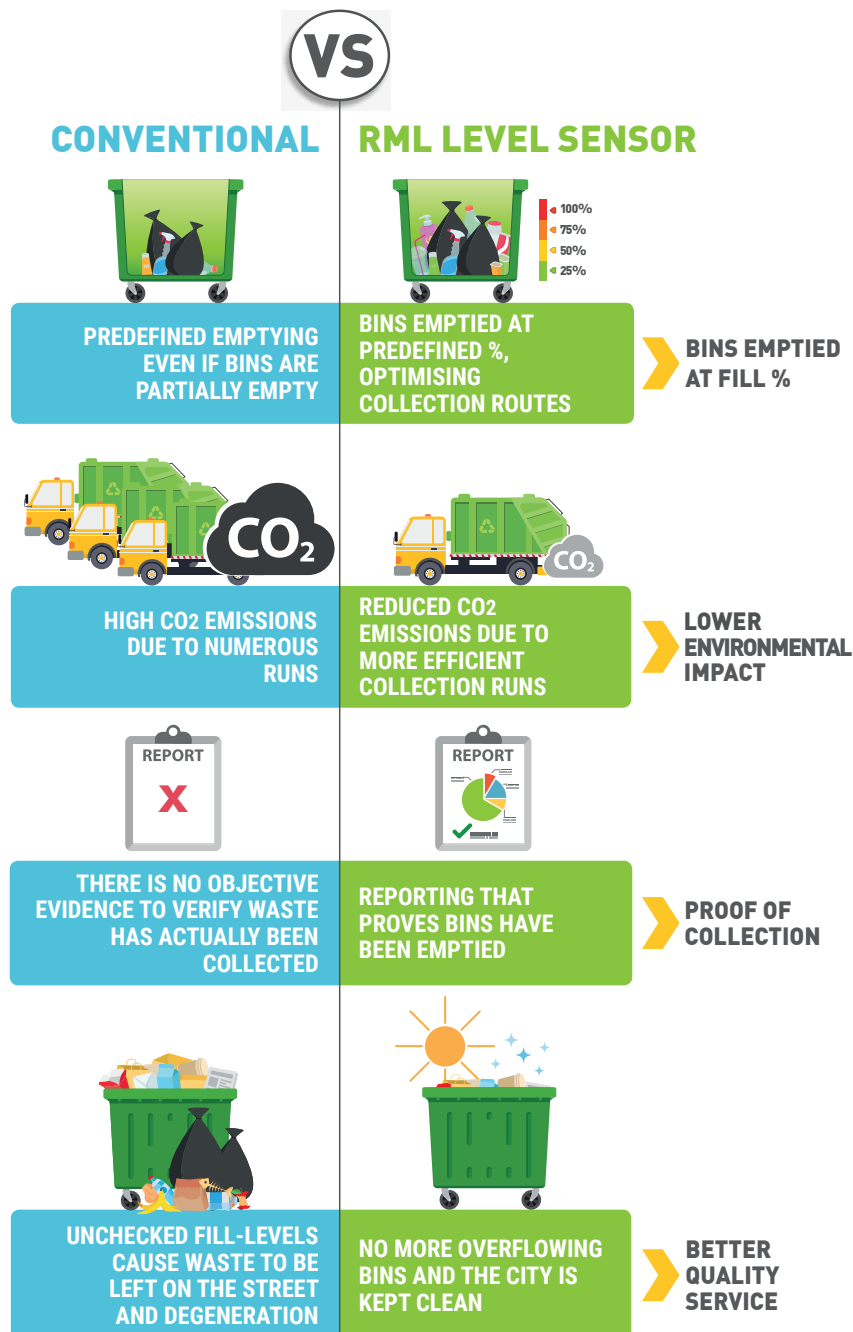 VS
CONVENTIONAL
RML LEVEL SENSOR
100%
75%
50%
25%
PREDEFINED EMPTYING
EVEN IF BINS ARE
PARTIALLY EMPTY
BINS EMPTIED AT
PREDEFINED %,
OPTIMISING
COLLECTION ROUTES
BINS EMPTIED
AT FILL %
CO2
CO2
HIGH CO2 EMISSIONS
DUE TO NUMEROUS
RUNS
REDUCED CO2
EMISSIONS DUE TO
MORE EFFICIENT
COLLECTION RUNS
LOWER
ENVIRONMENTAL
IMPACT
REPORT
X
REPORT
THERE IS NO OBJECTIVE
EVIDENCE TO VERIFY WASTE
HAS ACTUALLY BEEN
COLLECTED
REPORTING THAT
PROVES BINS HAVE
BEEN EMPTIED
PROOF OF
COLLECTION
UNCHECKED FILL-LEVELS
CAUSE WASTE TO BE
LEFT ON THE STREET
AND DEGENERATION
NO MORE OVERFLOWING
BINS AND THE CITY IS
KEPT CLEAN
BETTER
QUALITY
SERVICE